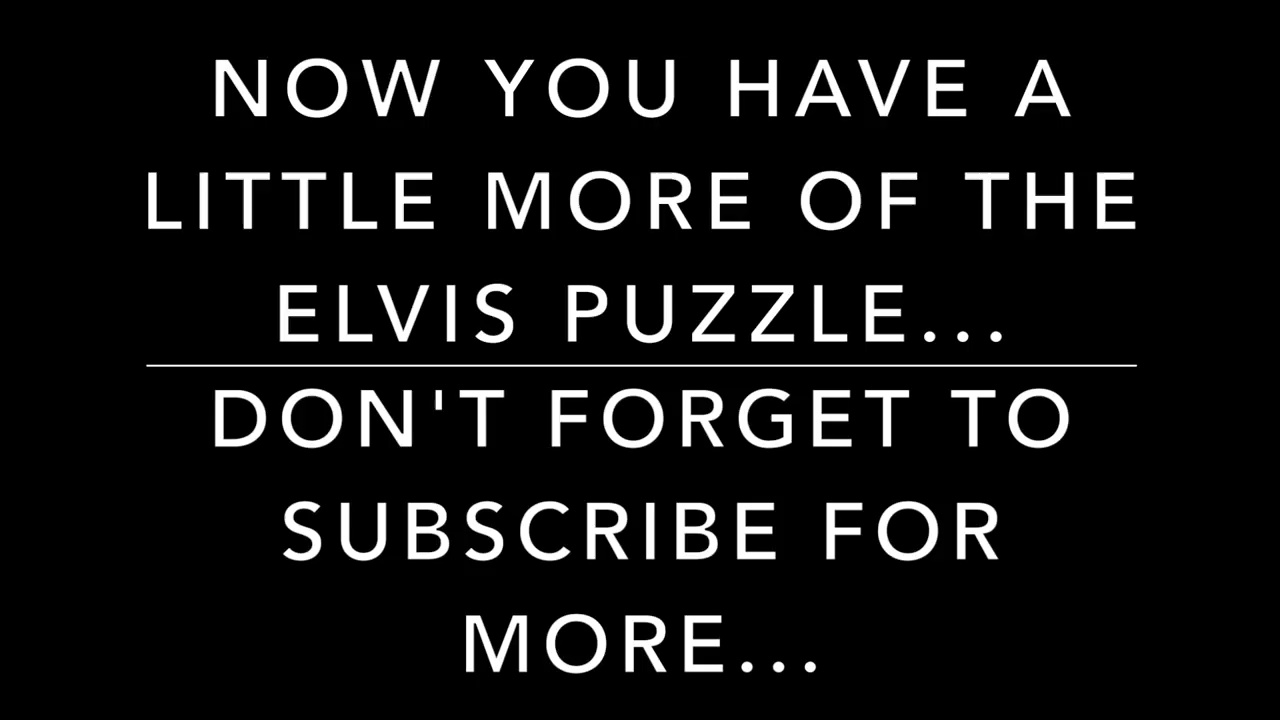 NOW YOU HAVE A
LITTLE MORE OF THE
ELVIS PUZZLE...
DON'T FORGET TO
SUBSCRIBE FOR
MORE...